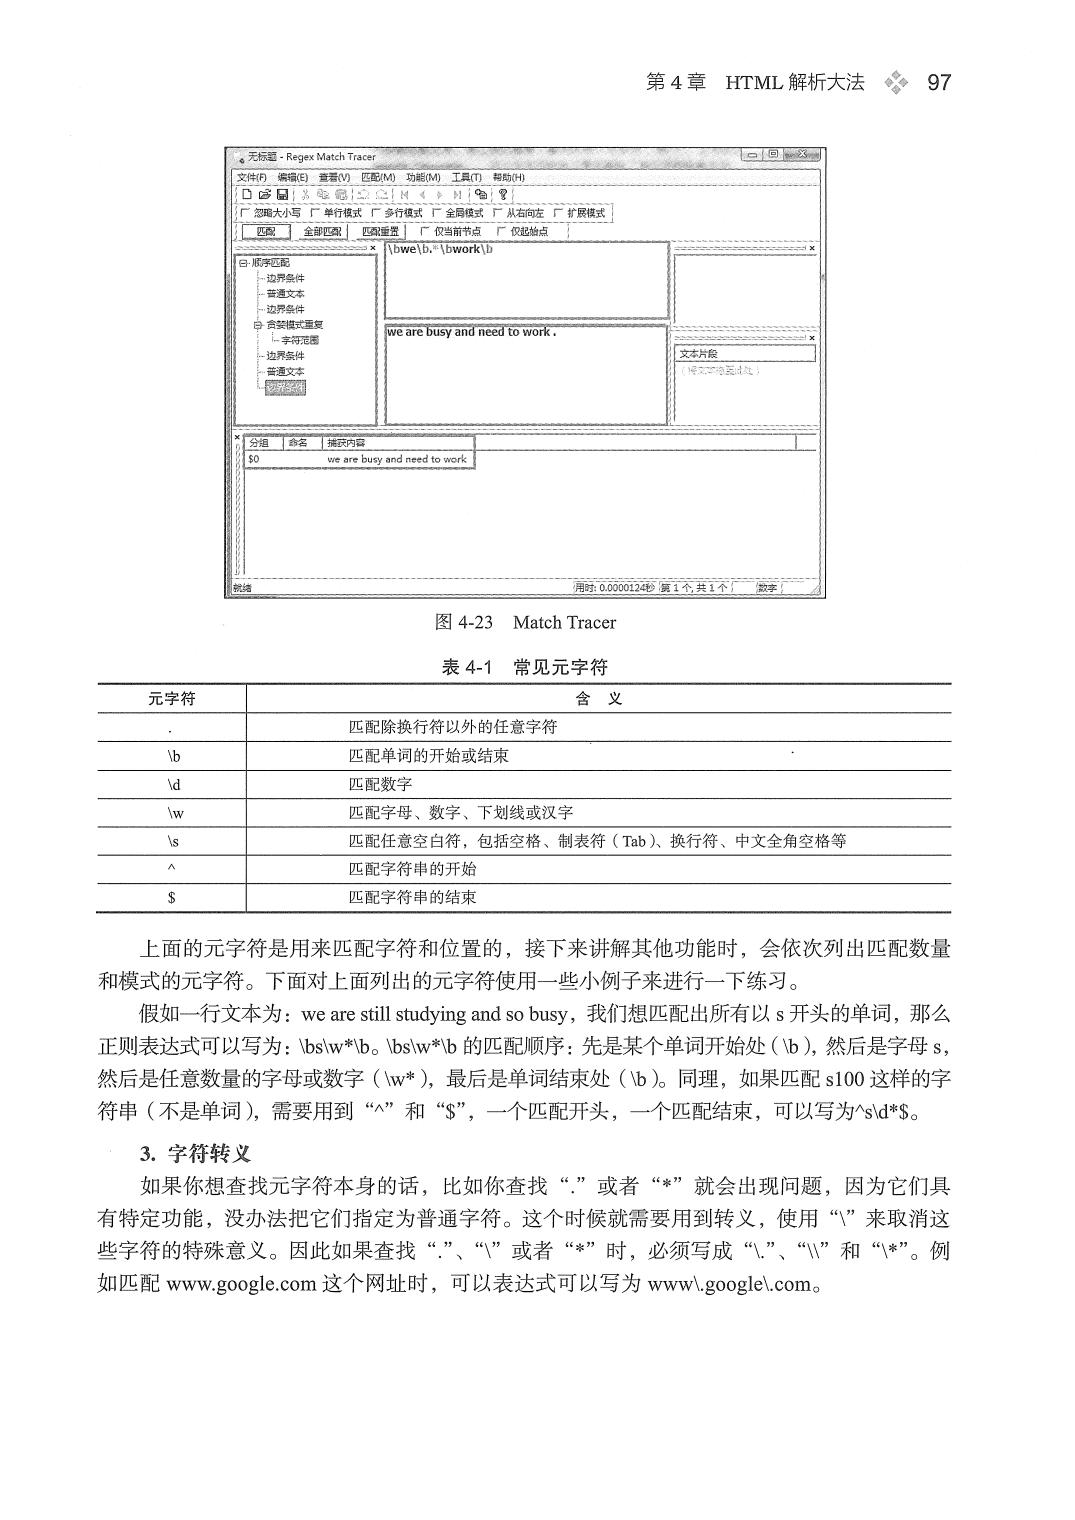 第 4 章 HTML 解析大法 97
无标题 - Regex Match Tracer
文件(F) 编辑(E) 查看(V) 匹配(M) 功能(M) 工具(T) 帮助(H)
忽略大小写 单行模式 多行模式 全局模式 从右向左 扩展模式
匹配 全部匹配 匹配重置 仅当前节点 仅起始点
顺序匹配
边界条件
普通文本
边界条件
贪婪模式重复
字符范围
边界条件
普通文本
边界条件
\bwe\b.*\bwork\b
we are busy and need to work .
文本片段
分组 命名 捕获内容
$0 we are busy and need to work
就绪 用时: 0.0000124秒 第 1 个, 共 1 个 数字
图 4-23 Match Tracer
表 4-1 常见元字符
元字符 含 义
. 匹配除换行符以外的任意字符
\b 匹配单词的开始或结束
\d 匹配数字
\w 匹配字母、数字、下划线或汉字
\s 匹配任意空白符，包括空格、制表符（Tab）、换行符、中文全角空格等
^ 匹配字符串的开始
$ 匹配字符串的结束
上面的元字符是用来匹配字符和位置的，接下来讲解其他功能时，会依次列出匹配数量
和模式的元字符。下面对上面列出的元字符使用一些小例子来进行一下练习。
假如一行文本为：we are still studying and so busy，我们想匹配出所有以 s 开头的单词，那么
正则表达式可以写为：\bs\w*\b。\bs\w*\b 的匹配顺序：先是某个单词开始处（\b），然后是字母 s，
然后是任意数量的字母或数字（\w*），最后是单词结束处（\b）。同理，如果匹配 s100 这样的字
符串（不是单词），需要用到“^”和“$”，一个匹配开头，一个匹配结束，可以写为^s\d*$。
3. 字符转义
如果你想查找元字符本身的话，比如你查找“.”或者“*”就会出现问题，因为它们具
有特定功能，没办法把它们指定为普通字符。这个时候就需要用到转义，使用“\”来取消这
些字符的特殊意义。因此如果查找“.”、“\”或者“*”时，必须写成“\.”、“\\”和“\*”。例
如匹配 www.google.com 这个网址时，可以表达式可以写为 www\.google\.com。